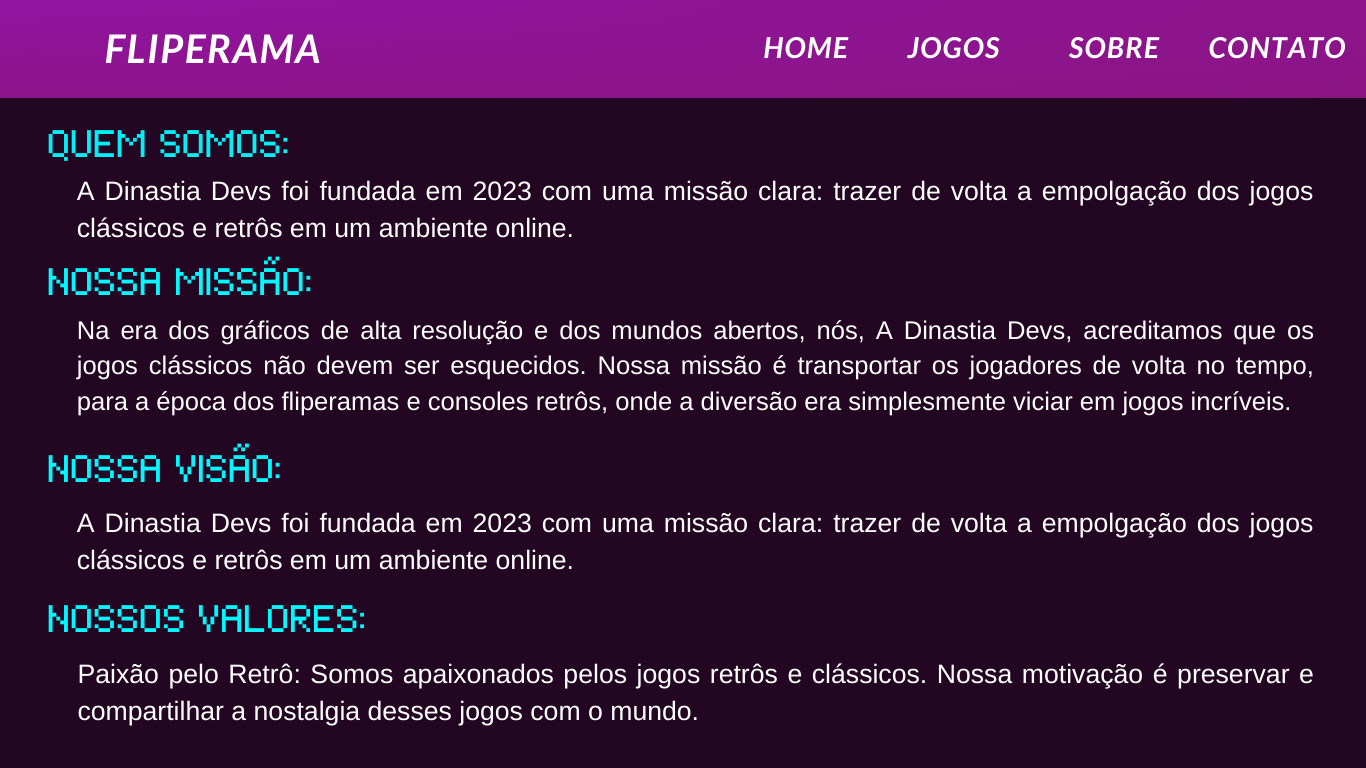 FLIPERAMA HOME JOGOS SOBRE CONTATO
QUEM SOMOS:
A Dinastia Devs foi fundada em 2023 com uma missão clara: trazer de volta a empolgação dos jogos
clássicos e retrôs em um ambiente online.
NOSSA MISSÃO:
Na era dos gráficos de alta resolução e dos mundos abertos, nós, A Dinastia Devs, acreditamos que os
jogos clássicos não devem ser esquecidos. Nossa missão é transportar os jogadores de volta no tempo,
para a época dos fliperamas e consoles retrôs, onde a diversão era simplesmente viciar em jogos incríveis.
NOSSA VISÃO:
A Dinastia Devs foi fundada em 2023 com uma missão clara: trazer de volta a empolgação dos jogos
clássicos e retrôs em um ambiente online.
NOSSOS VALORES:
Paixão pelo Retrô: Somos apaixonados pelos jogos retrôs e clássicos. Nossa motivação é preservar e
compartilhar a nostalgia desses jogos com o mundo.